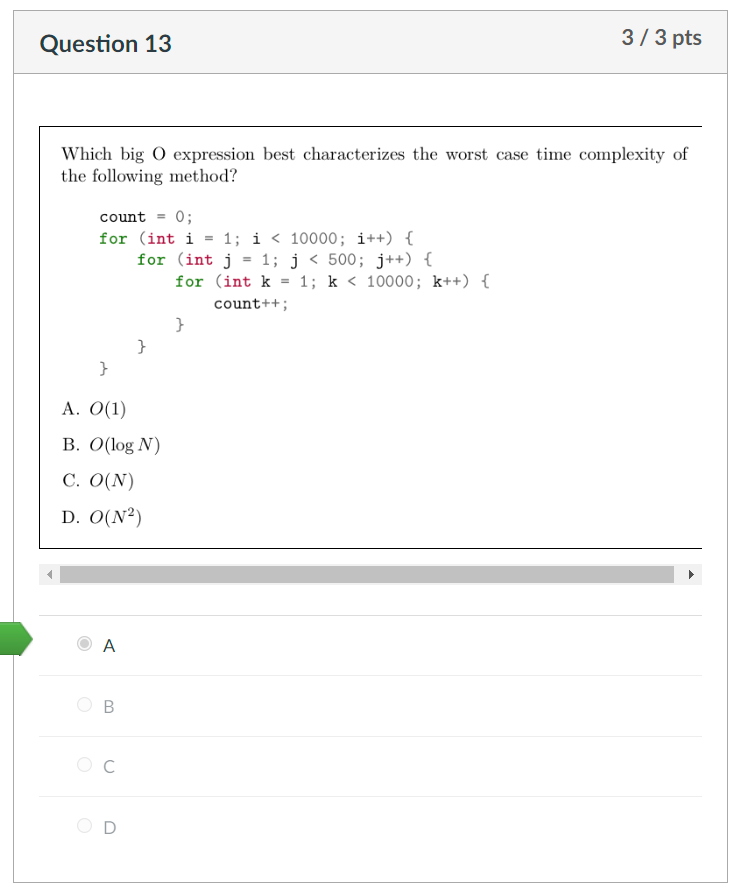 Question 13
3 / 3 pts
Which big O expression best characterizes the worst case time complexity of
the following method?
count = 0;
for (int i = 1; i < 10000; i++) {
for (int j = 1; j < 500; j++) {
for (int k = 1; k < 10000; k++) {
count++;
}
}
}
A. O(1)
B. O(log N)
C. O(N)
D. O(N²)
A
B
C
D